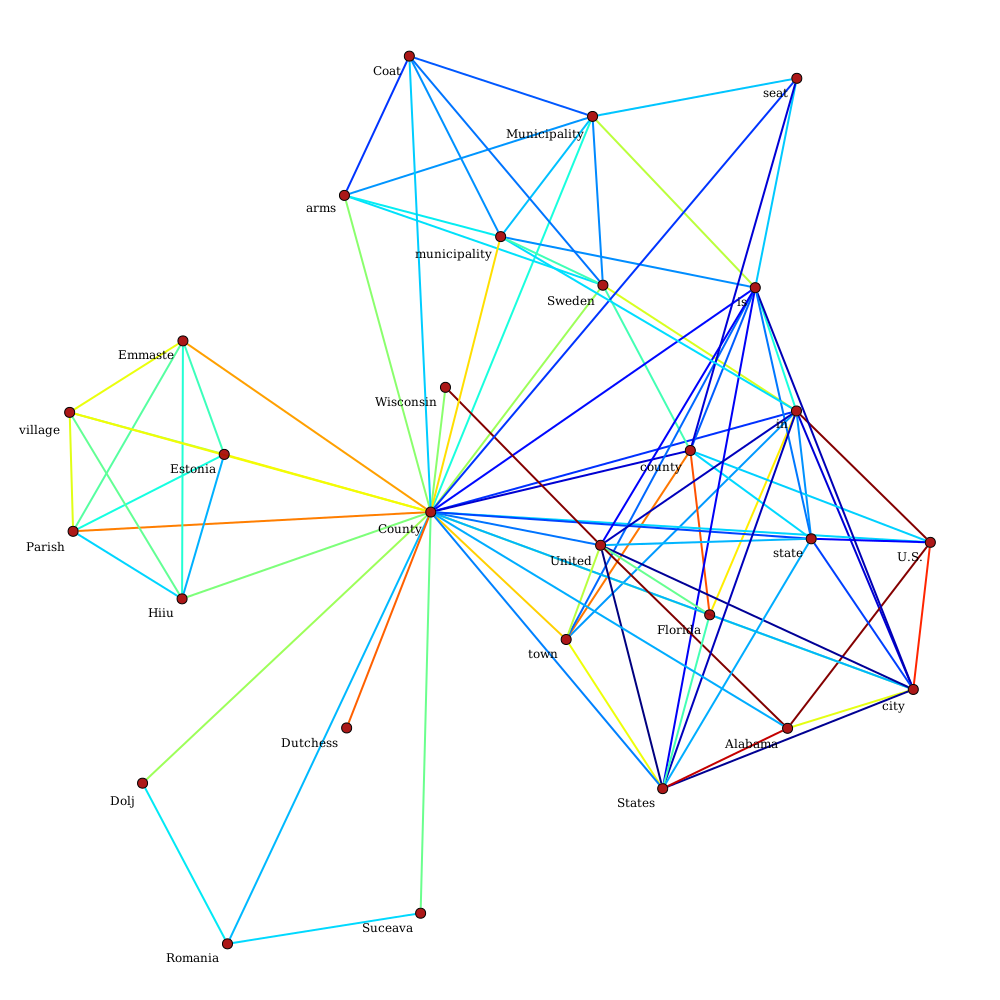 Coat
seat
Municipality
arms
municipality
Sweden
is
Emmaste
Wisconsin
village
in
Estonia
county
County
Parish
state
U.S.
United
Hiiu
Florida
town
city
Dutchess
Alabama
Dolj
States
Suceava
Romania